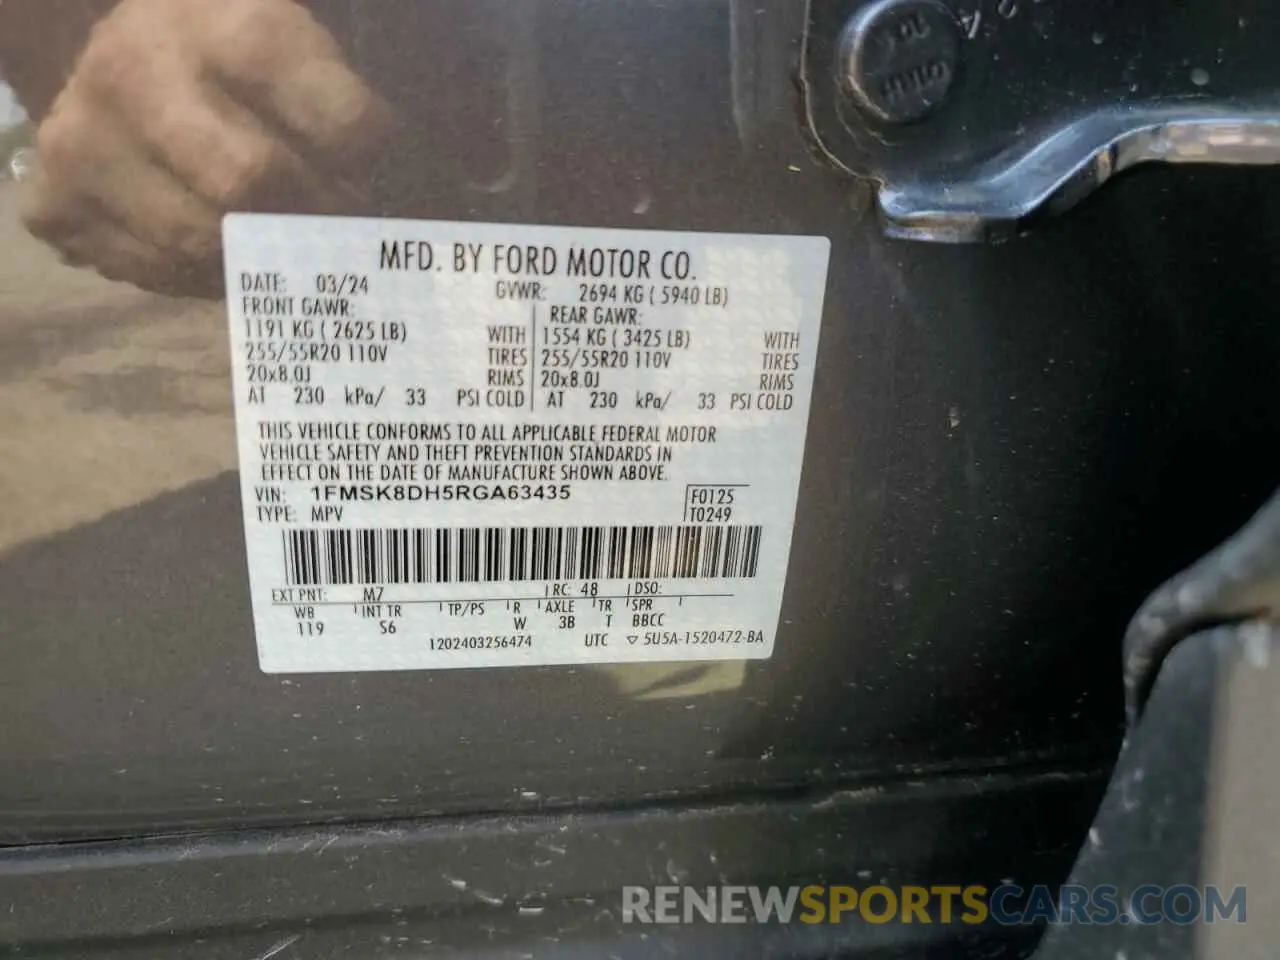 MFD. BY FORD MOTOR CO.
DATE: 03/24 GVWR: 2694 KG ( 5940 LB)
FRONT GAWR: REAR GAWR:
1191 KG ( 2625 LB) WITH 1554 KG ( 3425 LB) WITH
255/55R20 110V TIRES 255/55R20 110V TIRES
20x8.0J RIMS 20x8.0J RIMS
AT 230 kPa/ 33 PSI COLD AT 230 kPa/ 33 PSI COLD
THIS VEHICLE CONFORMS TO ALL APPLICABLE FEDERAL MOTOR
VEHICLE SAFETY AND THEFT PREVENTION STANDARDS IN
EFFECT ON THE DATE OF MANUFACTURE SHOWN ABOVE.
VIN: 1FMSK8DH5RGA63435 F0125
TYPE: MPV T0249
EXT PNT: M7 RC: 48 DSO:
WB INT TR TP/PS R AXLE TR SPR
119 S6 W 3B T BBCC
1202403256474 UTC ▽ 5U5A-1520472-BA
RENEWSPORTSCARS.COM